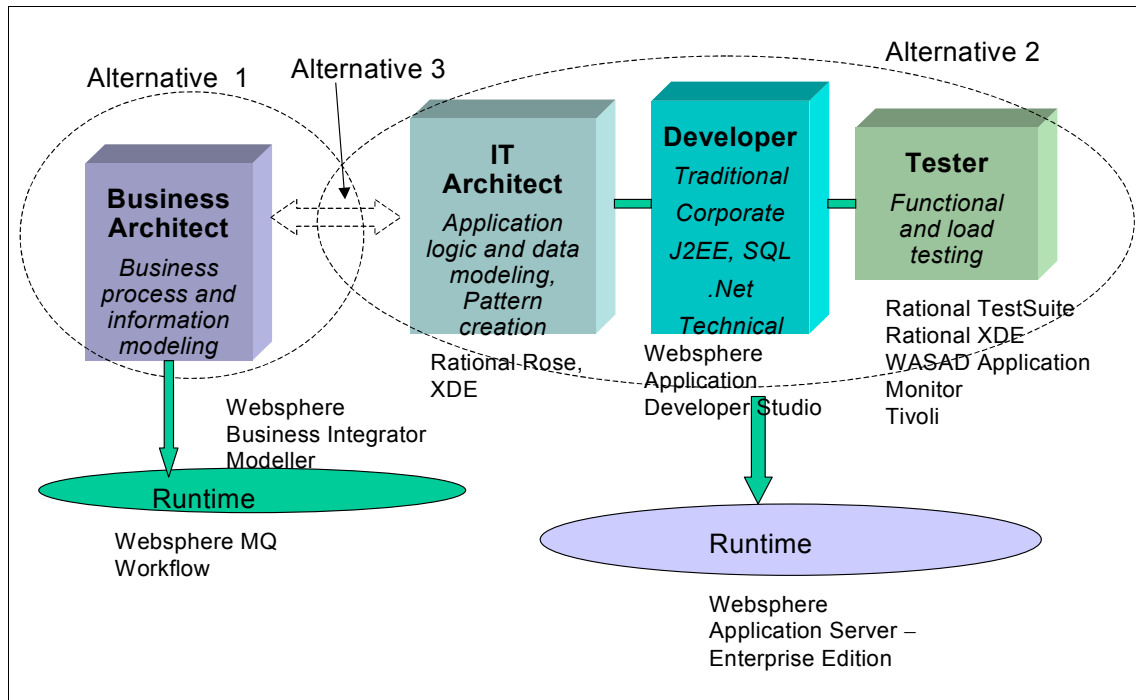 Alternative 1
Alternative 3
Alternative 2
Business
Architect
Business
process and
information
modeling
IT
Architect
Application
logic and data
modeling,
Pattern
creation
Developer
Traditional
Corporate
J2EE, SQL
.Net
Technical
Tester
Functional
and load
testing
Rational Rose,
XDE
Websphere
Application
Developer Studio
Rational TestSuite
Rational XDE
WASAD Application
Monitor
Tivoli
Websphere
Business Integrator
Modeller
Runtime
Websphere MQ
Workflow
Runtime
Websphere
Application Server –
Enterprise Edition